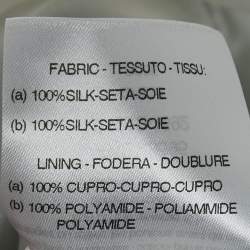 FABRIC - TESSUTO - TISSU:
(a) 100%SILK-SETA-SOIE
(b) 100%SILK-SETA-SOIE
LINING - FODERA - DOUBLURE
(a) 100% CUPRO-CUPRO-CUPRO
(b) 100% POLYAMIDE - POLIAMMIDE
POLYAMIDE